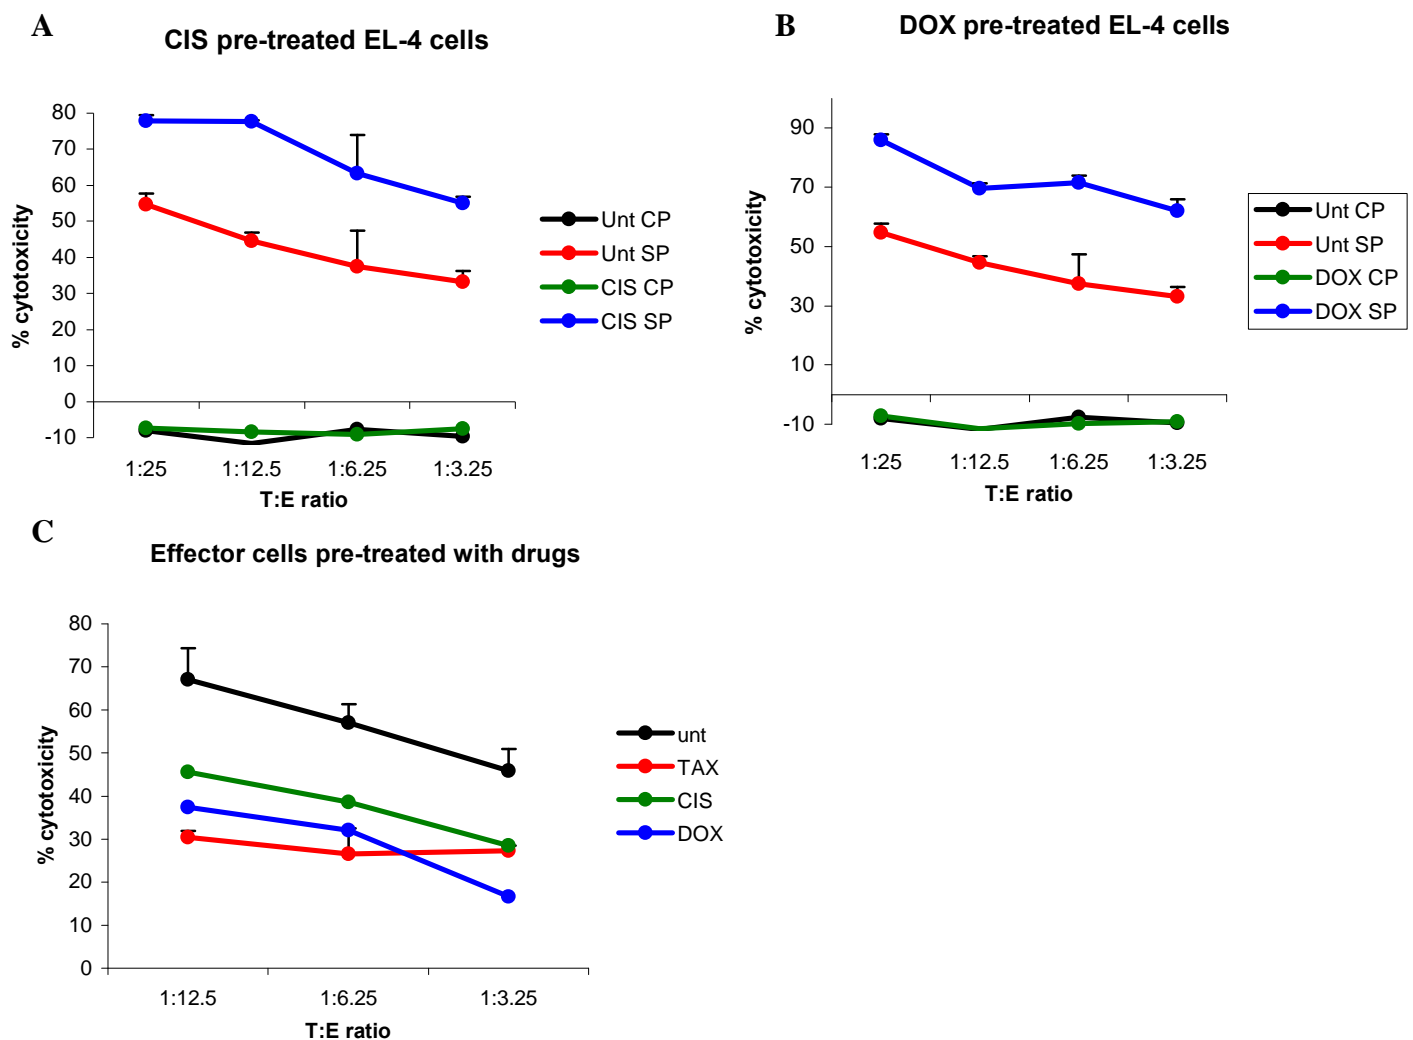 A
CIS pre-treated EL-4 cells
80
70
60
50
40
30
20
10
0
-10
% cytotoxicity
1:25 1:12.5 1:6.25 1:3.25
T:E ratio
Unt CP
Unt SP
CIS CP
CIS SP
B
DOX pre-treated EL-4 cells
90
70
50
30
10
-10
% cytotoxicity
1:25 1:12.5 1:6.25 1:3.25
T:E ratio
Unt CP
Unt SP
DOX CP
DOX SP
C
Effector cells pre-treated with drugs
80
70
60
50
40
30
20
10
0
% cytotoxicity
1:12.5 1:6.25 1:3.25
T:E ratio
unt
TAX
CIS
DOX